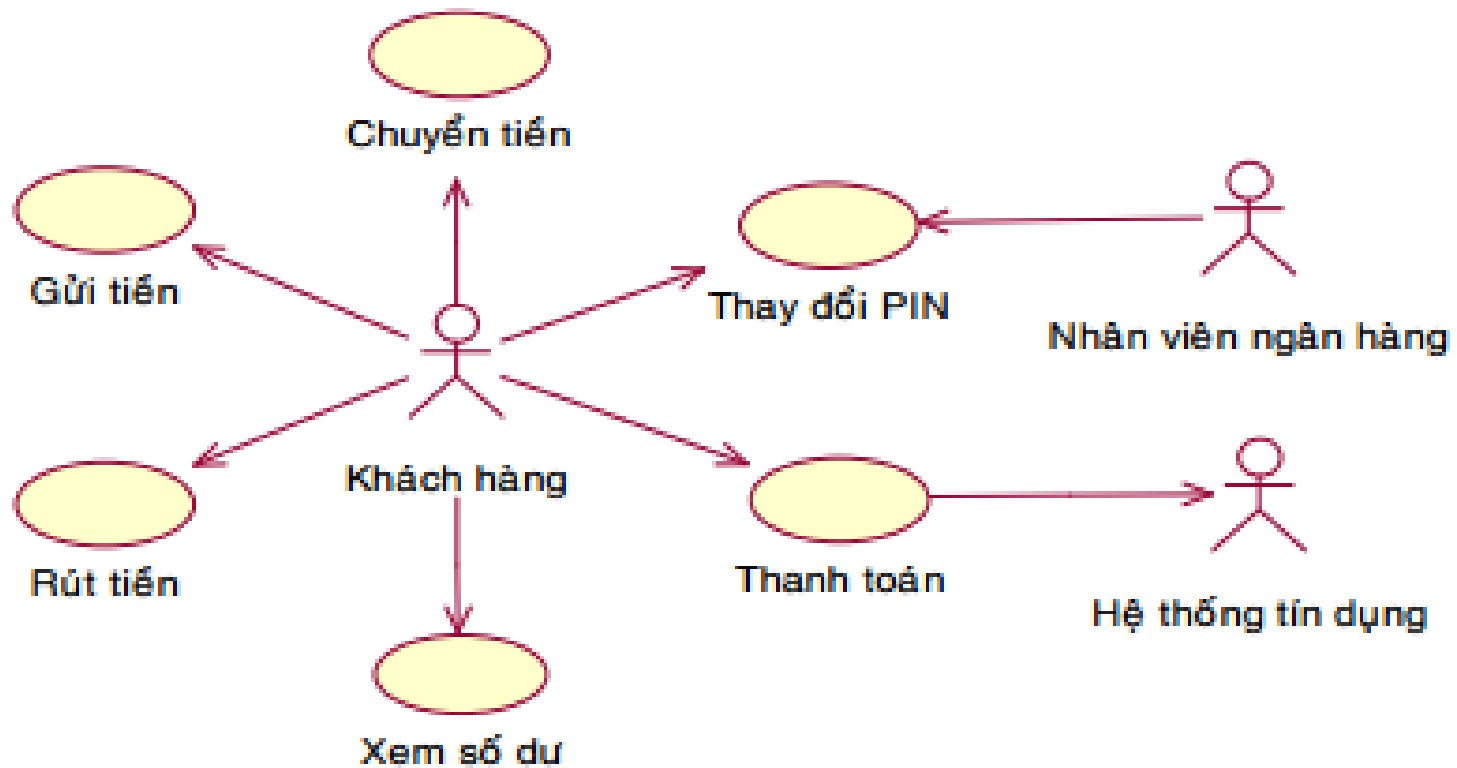 Chuyển tiền
Gửi tiền
Thay đổi PIN
Nhân viên ngân hàng
Khách hàng
Rút tiền
Thanh toán
Hệ thống tín dụng
Xem số dư